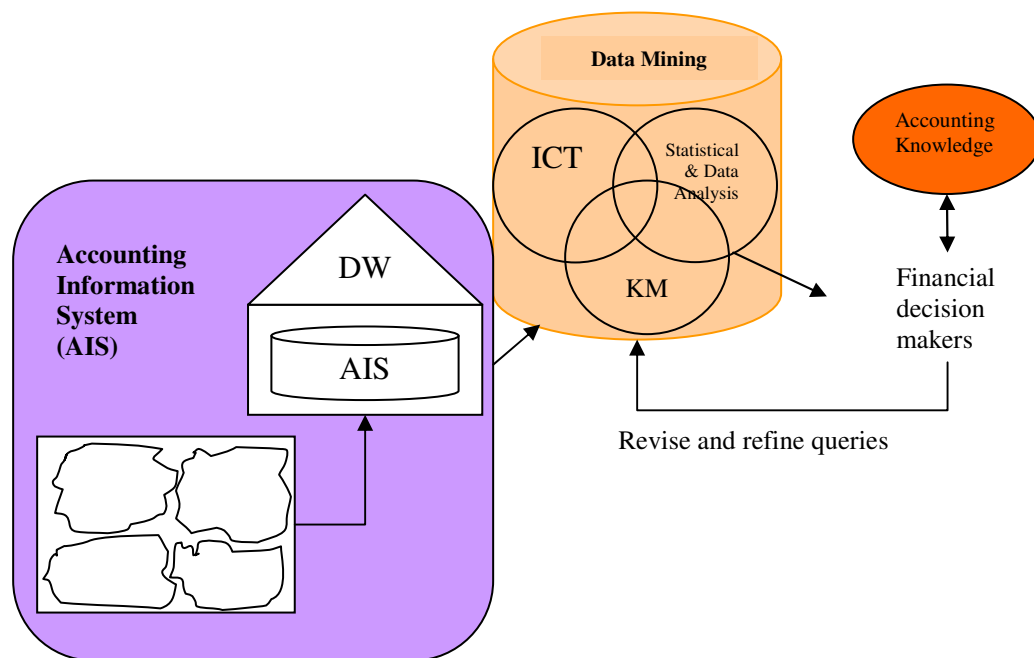 Data Mining
ICT
Statistical
& Data
Analysis
KM
Accounting
Knowledge
Financial
decision
makers
Revise and refine queries
Accounting
Information
System
(AIS)
DW
AIS